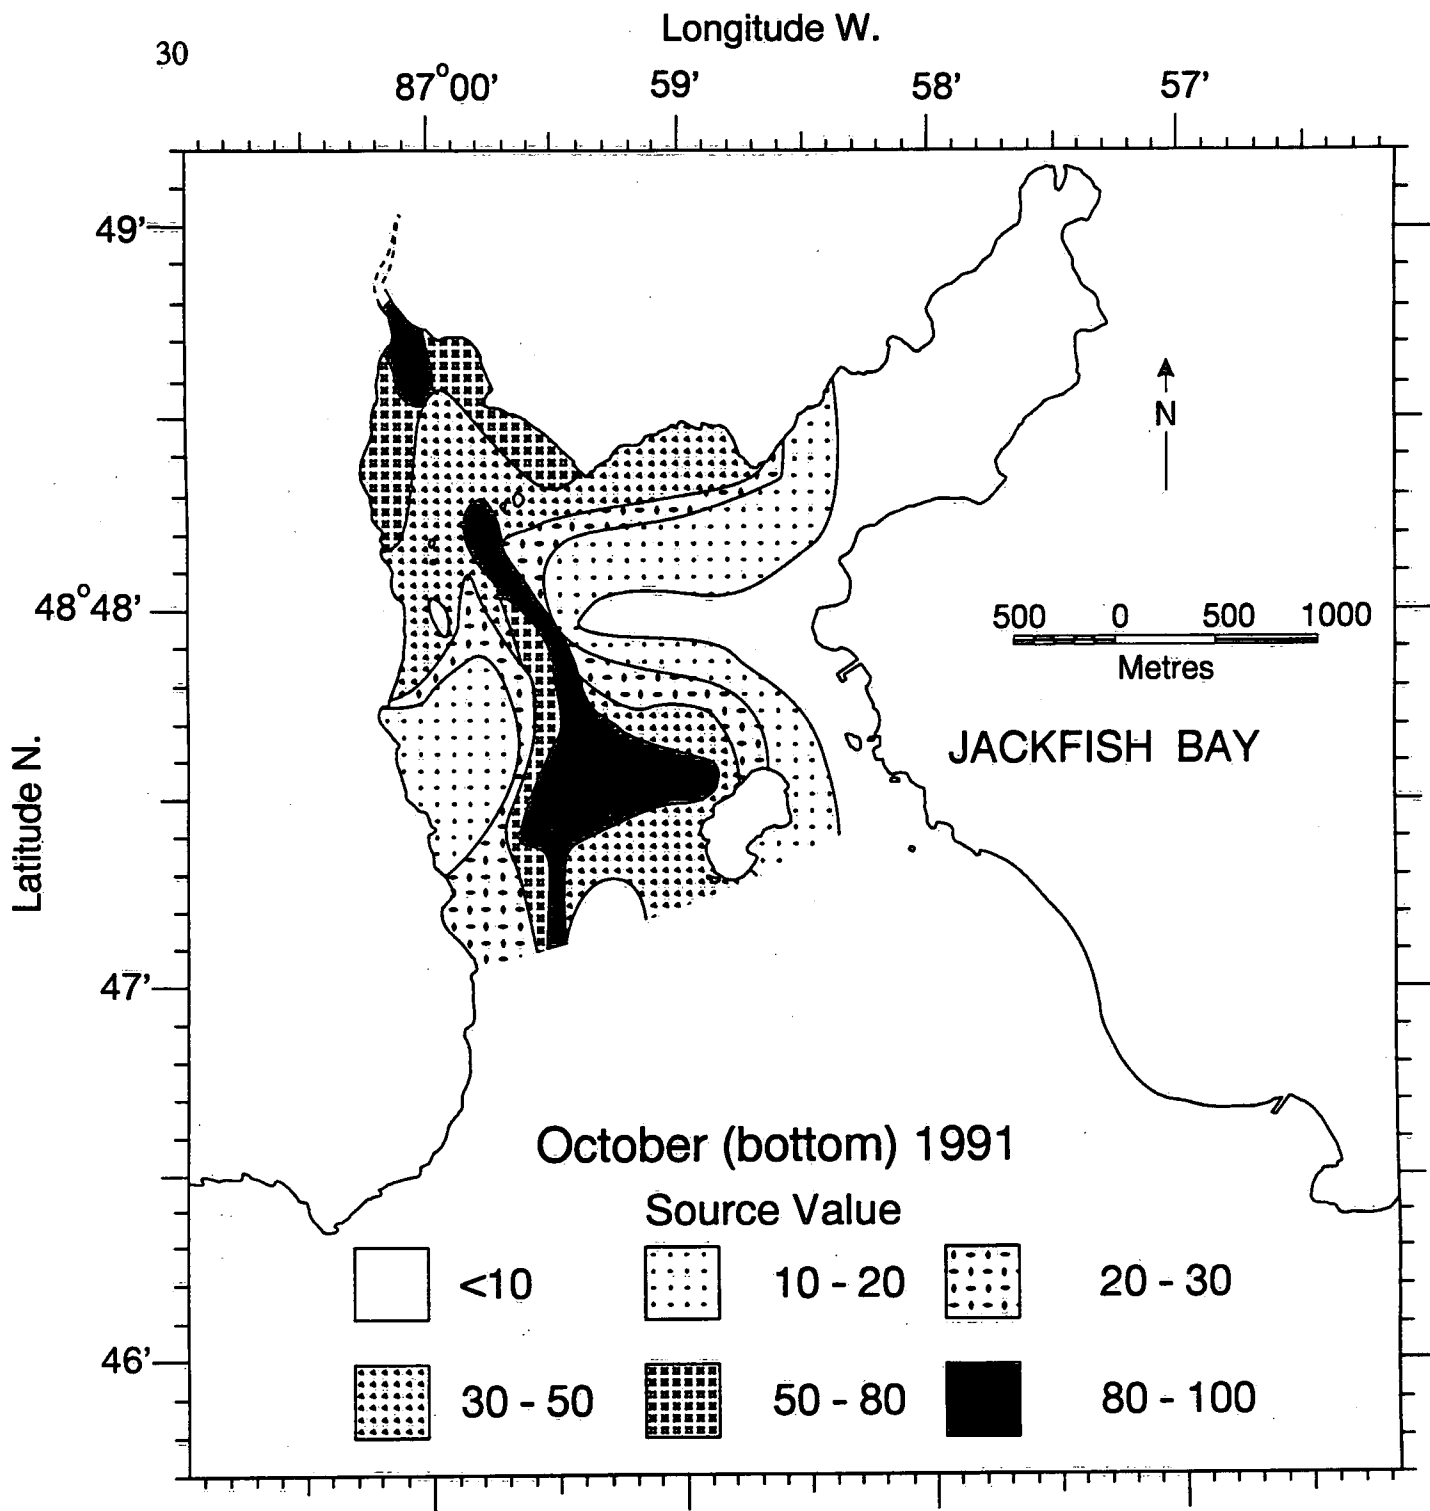 Longitude W.
30
87°00' 59' 58' 57'
49'
N
48°48'
500 0 500 1000
Metres
JACKFISH BAY
Latitude N.
47'
October (bottom) 1991
Source Value
<10 10 - 20 20 - 30
46'
30 - 50 50 - 80 80 - 100